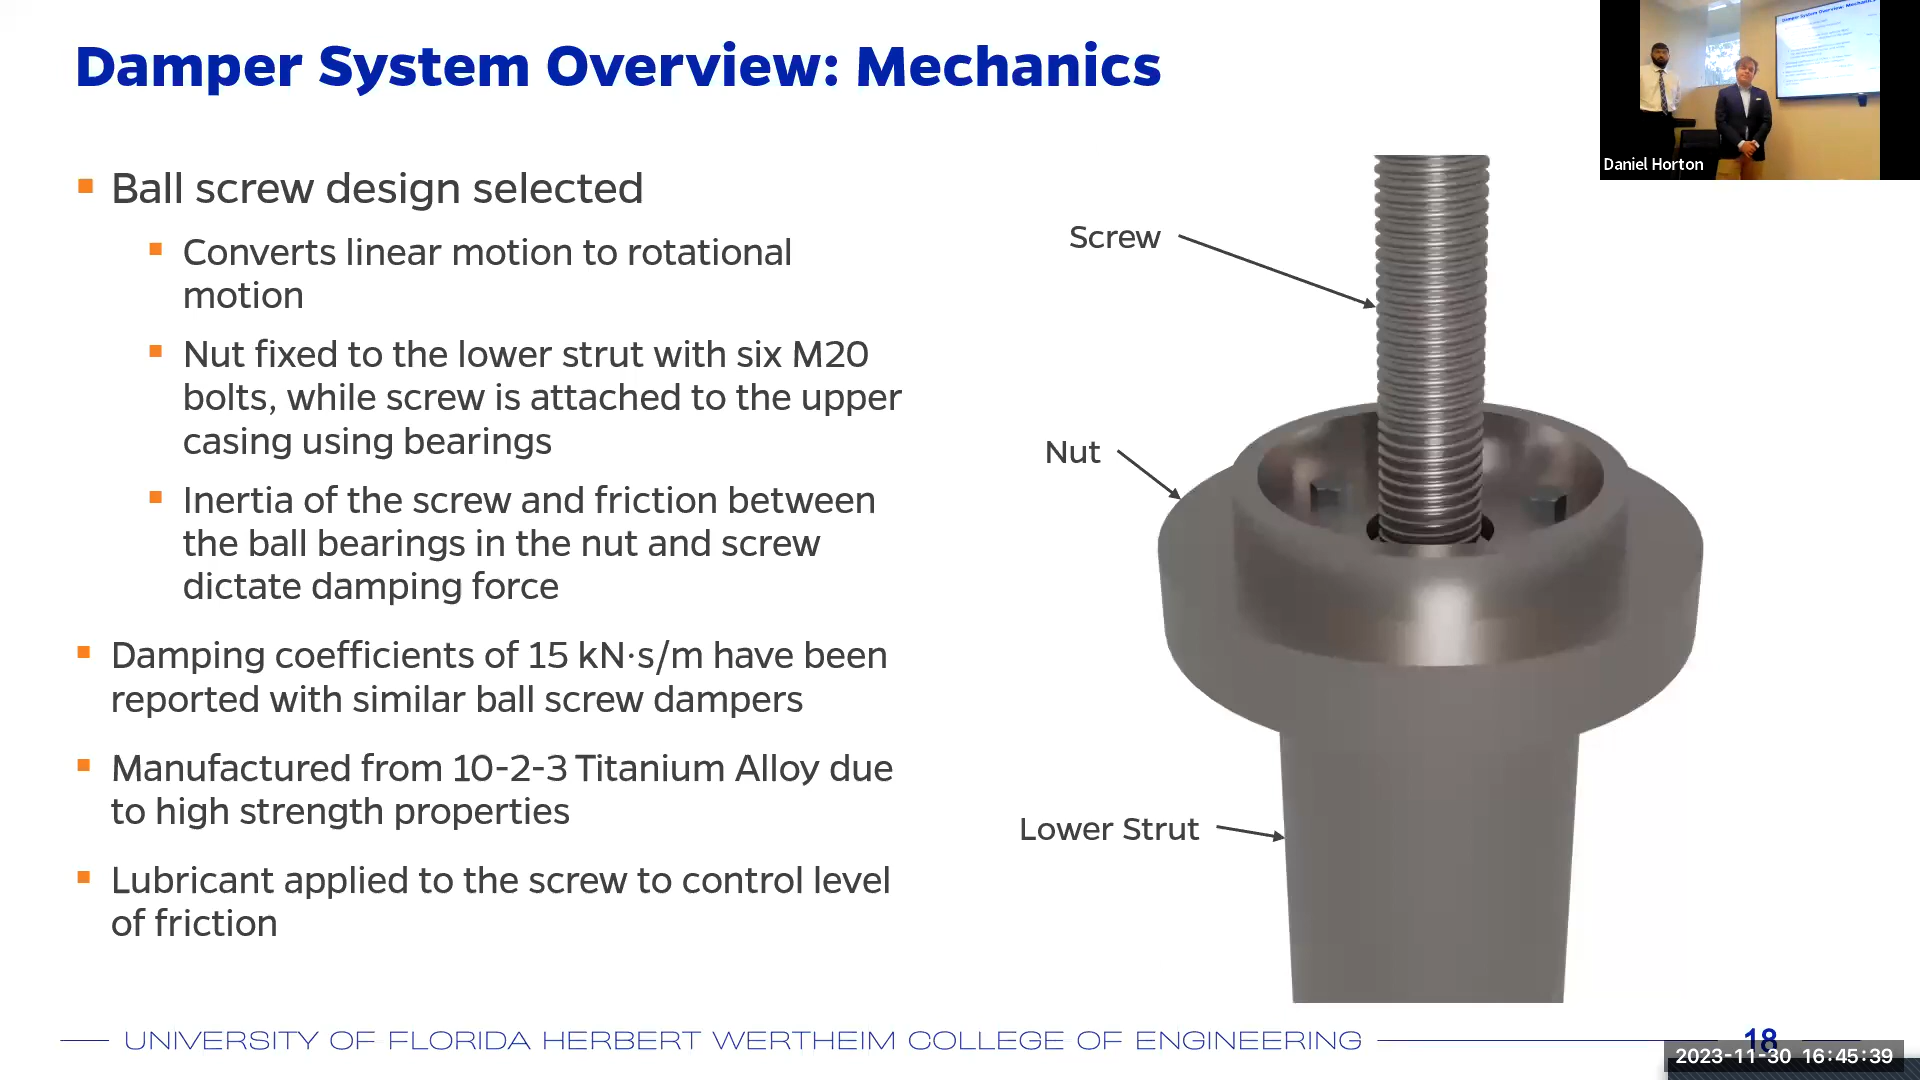 Damper System Overview: Mechanics
Daniel Horton
Ball screw design selected
Converts linear motion to rotational
motion
Nut fixed to the lower strut with six M20
bolts, while screw is attached to the upper
casing using bearings
Inertia of the screw and friction between
the ball bearings in the nut and screw
dictate damping force
Damping coefficients of 15 kN·s/m have been
reported with similar ball screw dampers
Manufactured from 10-2-3 Titanium Alloy due
to high strength properties
Lubricant applied to the screw to control level
of friction
Screw
Nut
Lower Strut
UNIVERSITY OF FLORIDA HERBERT WERTHEIM COLLEGE OF ENGINEERING
18
2023-11-30 16:45:39